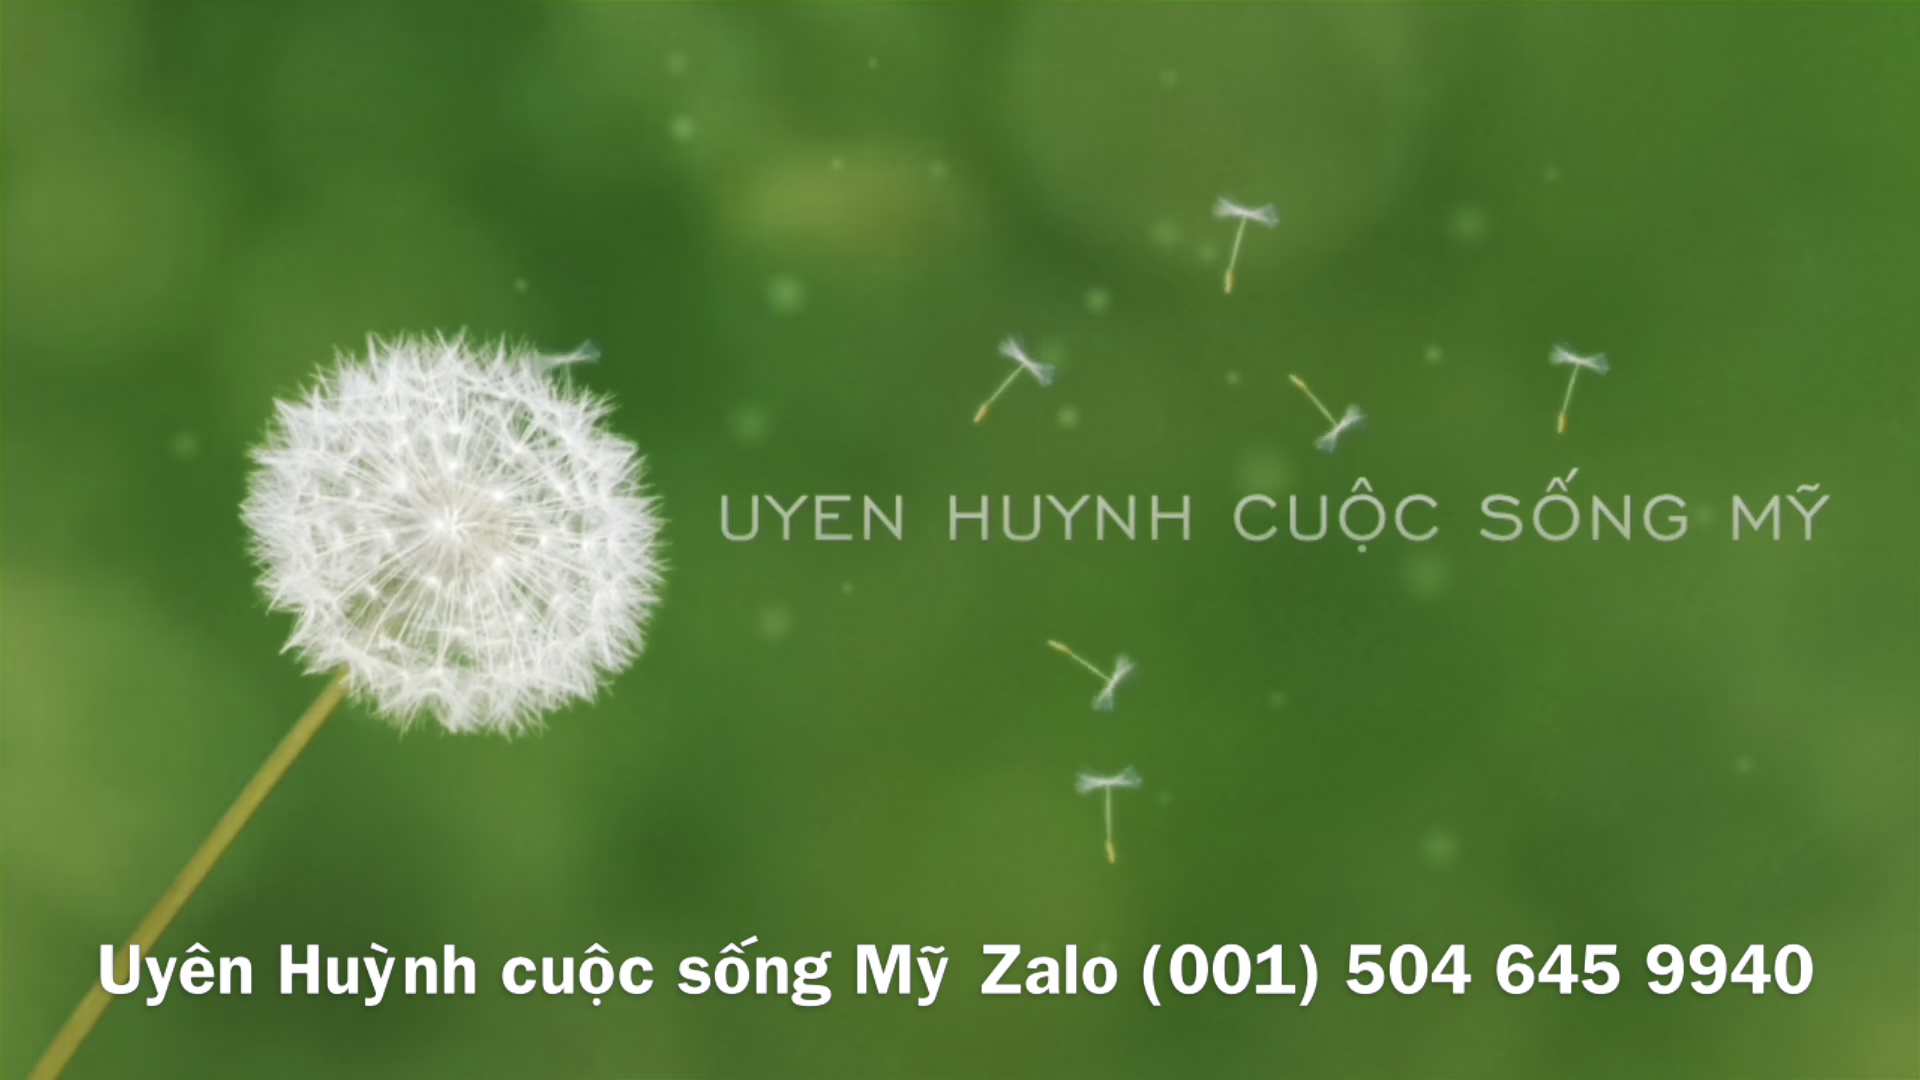 UYEN HUYNH CUỘC SỐNG MỸ
Uyên Huỳnh cuộc sống Mỹ Zalo (001) 504 645 9940